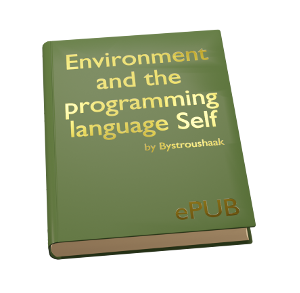 Environment
and the
programming
language Self
by Bystroushaak
ePUB